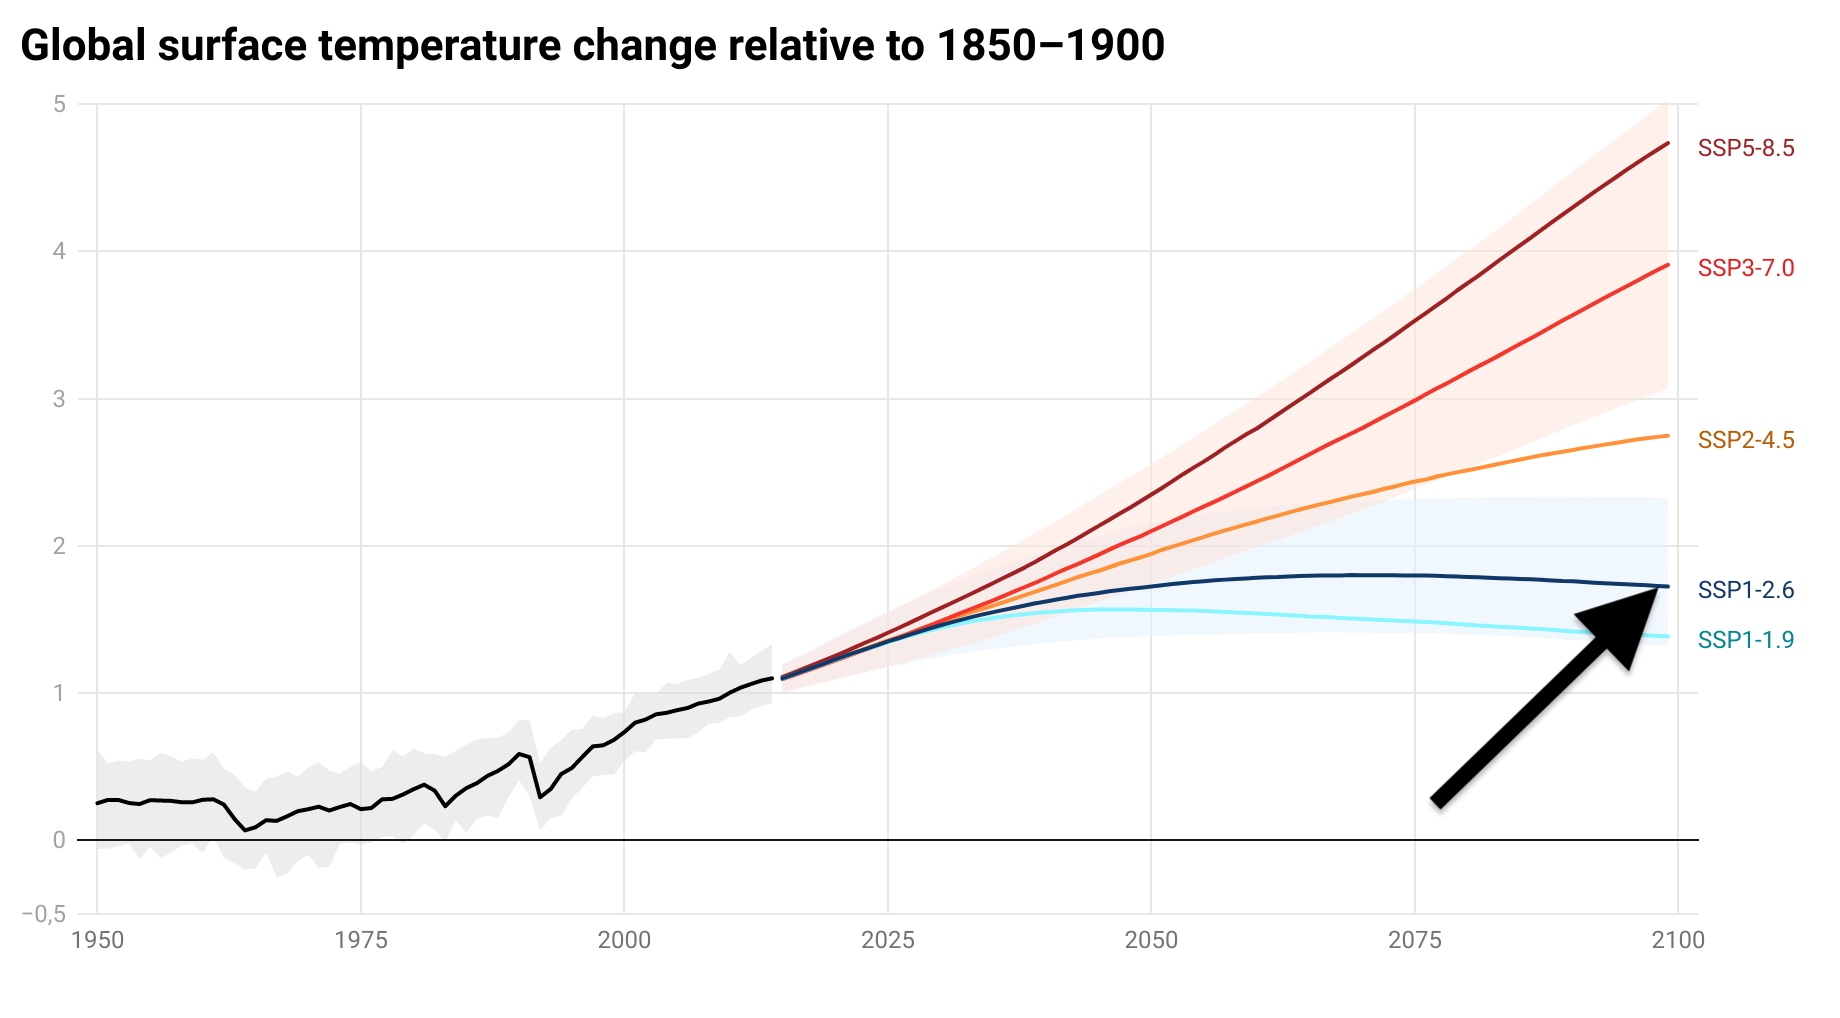 Global surface temperature change relative to 1850–1900
5
SSP5-8.5
4
SSP3-7.0
3
SSP2-4.5
2
SSP1-2.6
SSP1-1.9
1
0
−0,5
1950 1975 2000 2025 2050 2075 2100